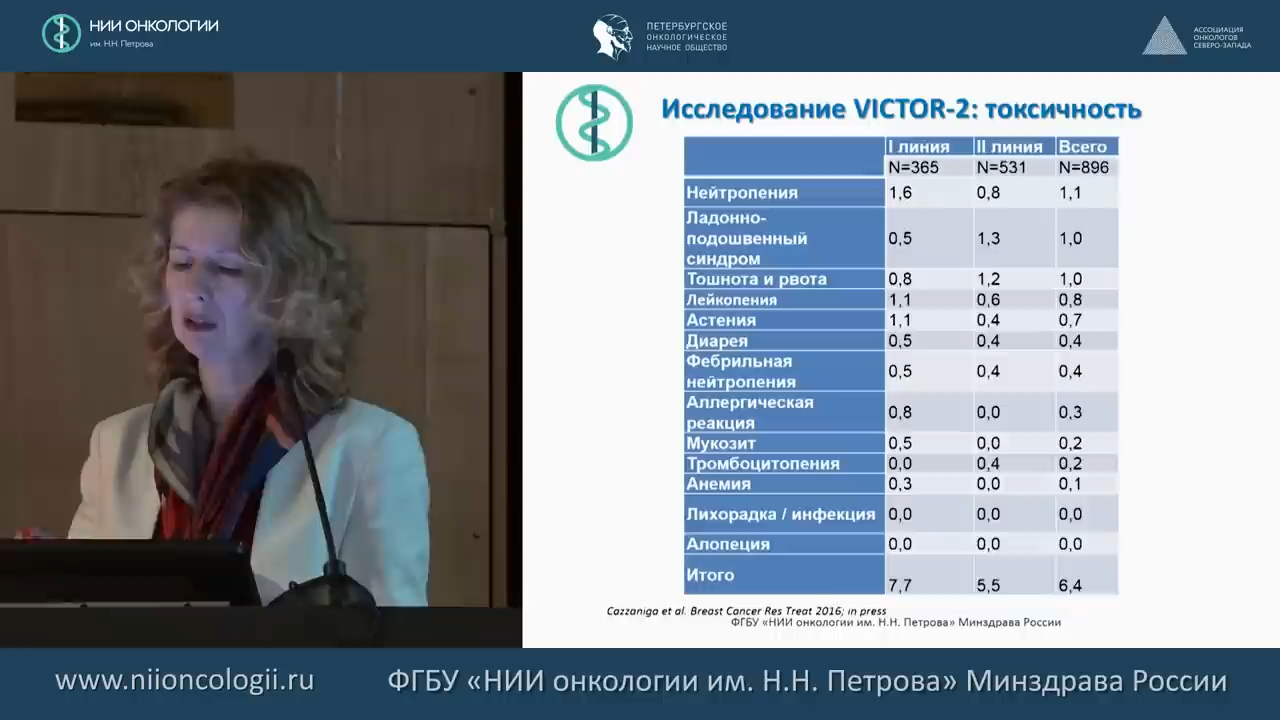 НИИ ОНКОЛОГИИ
им. Н.Н. Петрова
ПЕТЕРБУРГСКОЕ
ОНКОЛОГИЧЕСКОЕ
НАУЧНОЕ ОБЩЕСТВО
АССОЦИАЦИЯ
ОНКОЛОГОВ
СЕВЕРО-ЗАПАДА
Исследование VICTOR-2: токсичность
I линия II линия Всего
N=365 N=531 N=896
Нейтропения 1,6 0,8 1,1
Ладонно-
подошвенный 0,5 1,3 1,0
синдром
Тошнота и рвота 0,8 1,2 1,0
Лейкопения 1,1 0,6 0,8
Астения 1,1 0,4 0,7
Диарея 0,5 0,4 0,4
Фебрильная
нейтропения 0,5 0,4 0,4
Аллергическая
реакция 0,8 0,0 0,3
Мукозит 0,5 0,0 0,2
Тромбоцитопения 0,0 0,4 0,2
Анемия 0,3 0,0 0,1
Лихорадка / инфекция 0,0 0,0 0,0
Алопеция 0,0 0,0 0,0
Итого 7,7 5,5 6,4
Cazzaniga et al. Breast Cancer Res Treat 2016; in press
ФГБУ «НИИ онкологии им. Н.Н. Петрова» Минздрава России
www.niioncologii.ru ФГБУ «НИИ онкологии им. Н.Н. Петрова» Минздрава России